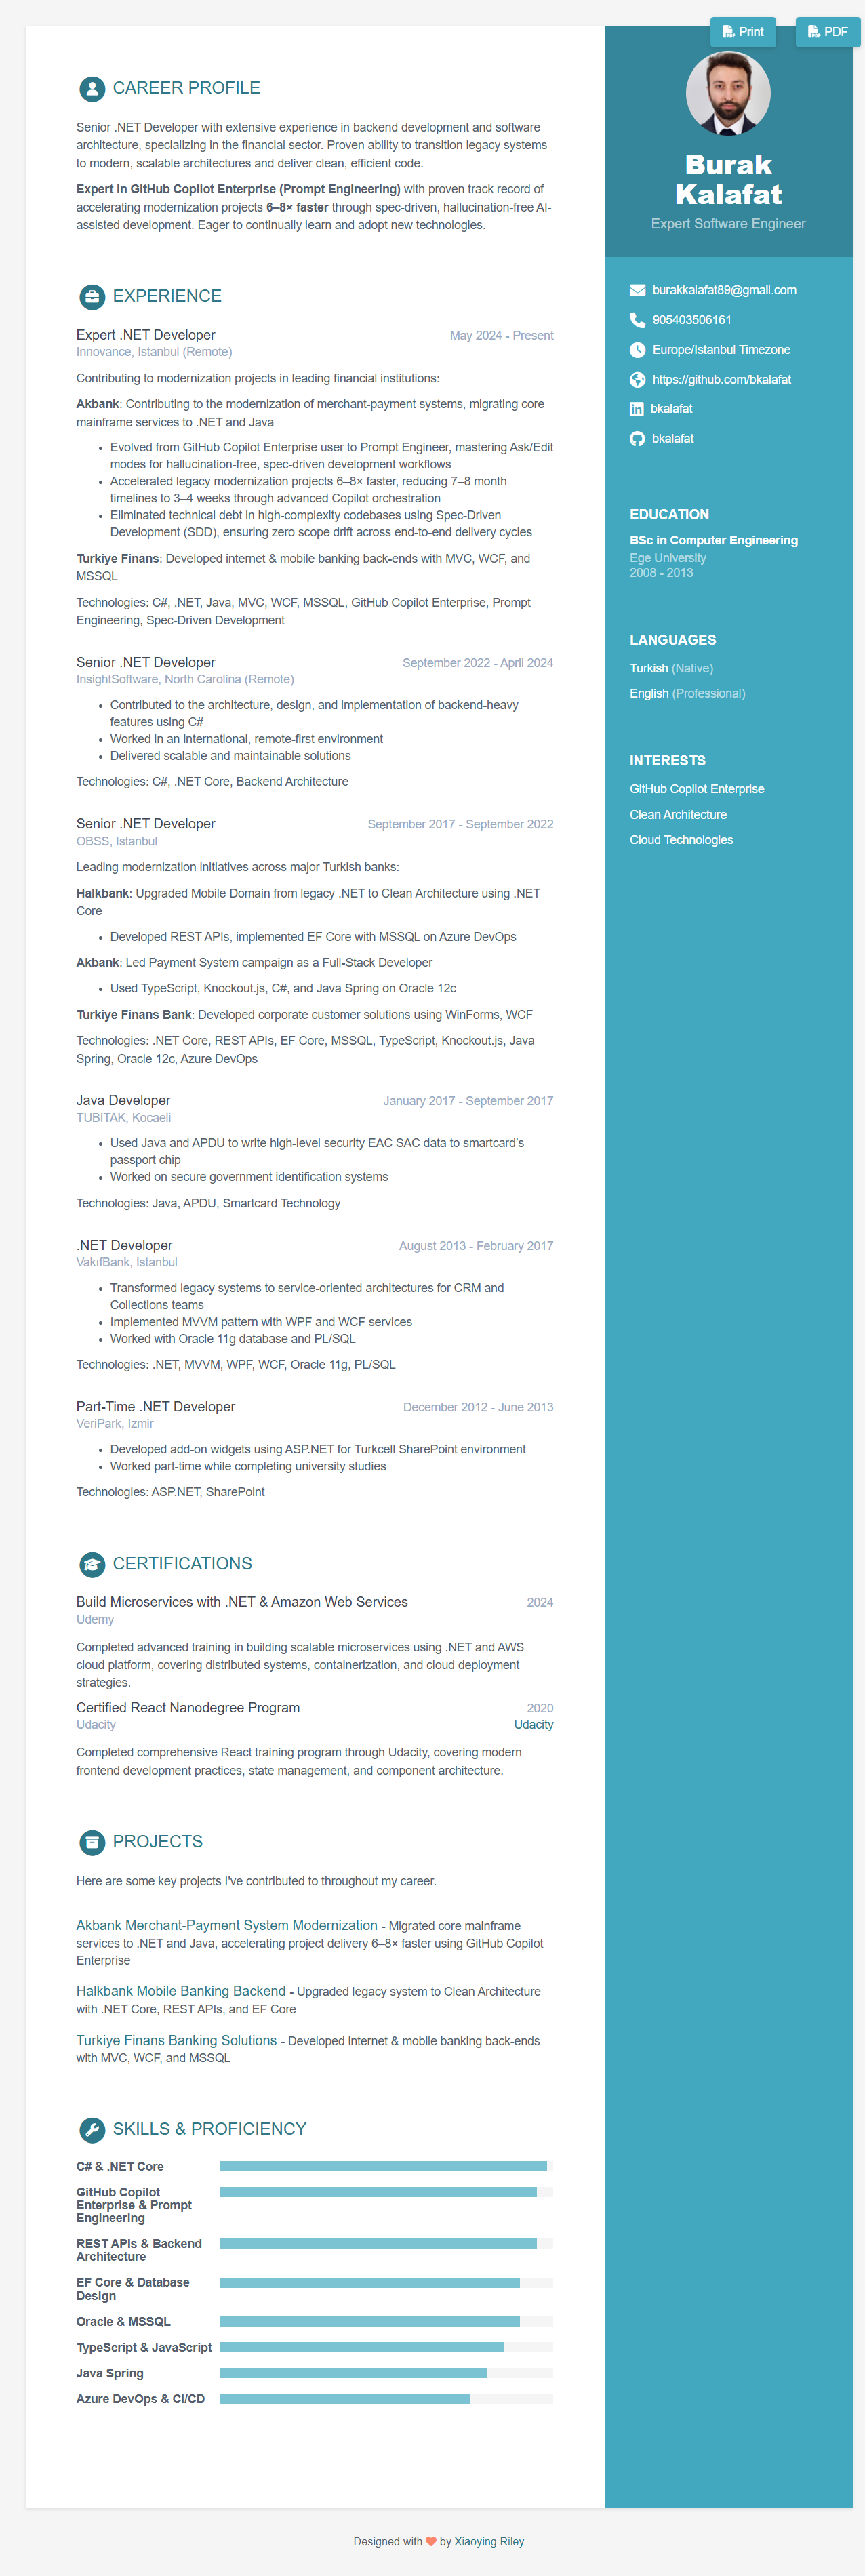 Print
PDF
CAREER PROFILE
Senior .NET Developer with extensive experience in backend development and software
architecture, specializing in the financial sector. Proven ability to transition legacy systems
to modern, scalable architectures and deliver clean, efficient code.
Expert in GitHub Copilot Enterprise (Prompt Engineering) with proven track record of
accelerating modernization projects 6–8× faster through spec-driven, hallucination-free AI-
assisted development. Eager to continually learn and adopt new technologies.
EXPERIENCE
Expert .NET Developer
May 2024 - Present
Innovance, Istanbul (Remote)
Contributing to modernization projects in leading financial institutions:
Akbank: Contributing to the modernization of merchant-payment systems, migrating core
mainframe services to .NET and Java
• Evolved from GitHub Copilot Enterprise user to Prompt Engineer, mastering Ask/Edit
modes for hallucination-free, spec-driven development workflows
• Accelerated legacy modernization projects 6–8× faster, reducing 7–8 month
timelines to 3–4 weeks through advanced Copilot orchestration
• Eliminated technical debt in high-complexity codebases using Spec-Driven
Development (SDD), ensuring zero scope drift across end-to-end delivery cycles
Turkiye Finans: Developed internet & mobile banking back-ends with MVC, WCF, and
MSSQL
Technologies: C#, .NET, Java, MVC, WCF, MSSQL, GitHub Copilot Enterprise, Prompt
Engineering, Spec-Driven Development
Senior .NET Developer
September 2022 - April 2024
InsightSoftware, North Carolina (Remote)
• Contributed to the architecture, design, and implementation of backend-heavy
features using C#
• Worked in an international, remote-first environment
• Delivered scalable and maintainable solutions
Technologies: C#, .NET Core, Backend Architecture
Senior .NET Developer
September 2017 - September 2022
OBSS, Istanbul
Leading modernization initiatives across major Turkish banks:
Halkbank: Upgraded Mobile Domain from legacy .NET to Clean Architecture using .NET
Core
• Developed REST APIs, implemented EF Core with MSSQL on Azure DevOps
Akbank: Led Payment System campaign as a Full-Stack Developer
• Used TypeScript, Knockout.js, C#, and Java Spring on Oracle 12c
Turkiye Finans Bank: Developed corporate customer solutions using WinForms, WCF
Technologies: .NET Core, REST APIs, EF Core, MSSQL, TypeScript, Knockout.js, Java
Spring, Oracle 12c, Azure DevOps
Java Developer
January 2017 - September 2017
TUBITAK, Kocaeli
• Used Java and APDU to write high-level security EAC SAC data to smartcard’s
passport chip
• Worked on secure government identification systems
Technologies: Java, APDU, Smartcard Technology
.NET Developer
August 2013 - February 2017
VakıfBank, Istanbul
• Transformed legacy systems to service-oriented architectures for CRM and
Collections teams
• Implemented MVVM pattern with WPF and WCF services
• Worked with Oracle 11g database and PL/SQL
Technologies: .NET, MVVM, WPF, WCF, Oracle 11g, PL/SQL
Part-Time .NET Developer
December 2012 - June 2013
VeriPark, Izmir
• Developed add-on widgets using ASP.NET for Turkcell SharePoint environment
• Worked part-time while completing university studies
Technologies: ASP.NET, SharePoint
CERTIFICATIONS
Build Microservices with .NET & Amazon Web Services
2024
Udemy
Completed advanced training in building scalable microservices using .NET and AWS
cloud platform, covering distributed systems, containerization, and cloud deployment
strategies.
Certified React Nanodegree Program
2020
Udacity
Udacity
Completed comprehensive React training program through Udacity, covering modern
frontend development practices, state management, and component architecture.
PROJECTS
Here are some key projects I've contributed to throughout my career.
Akbank Merchant-Payment System Modernization - Migrated core mainframe
services to .NET and Java, accelerating project delivery 6–8× faster using GitHub Copilot
Enterprise
Halkbank Mobile Banking Backend - Upgraded legacy system to Clean Architecture
with .NET Core, REST APIs, and EF Core
Turkiye Finans Banking Solutions - Developed internet & mobile banking back-ends
with MVC, WCF, and MSSQL
SKILLS & PROFICIENCY
C# & .NET Core
GitHub Copilot
Enterprise & Prompt
Engineering
REST APIs & Backend
Architecture
EF Core & Database
Design
Oracle & MSSQL
TypeScript & JavaScript
Java Spring
Azure DevOps & CI/CD
Burak
Kalafat
Expert Software Engineer
burakkalafat89@gmail.com
905403506161
Europe/Istanbul Timezone
https://github.com/bkalafat
bkalafat
bkalafat
EDUCATION
BSc in Computer Engineering
Ege University
2008 - 2013
LANGUAGES
Turkish (Native)
English (Professional)
INTERESTS
GitHub Copilot Enterprise
Clean Architecture
Cloud Technologies
Designed with by Xiaoying Riley